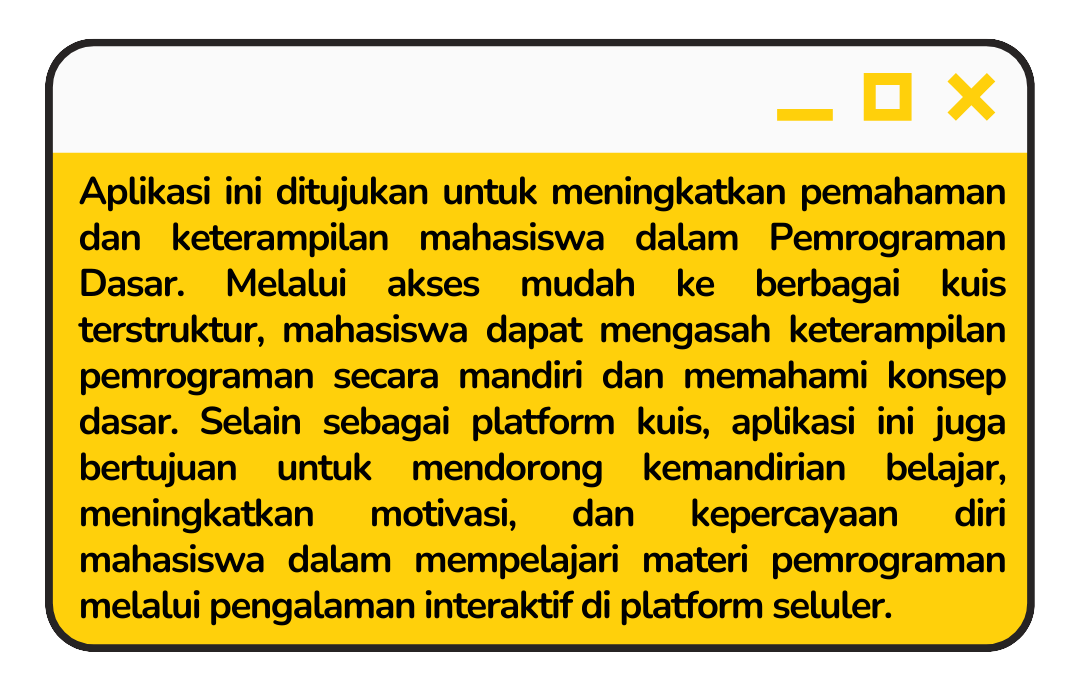 Aplikasi ini ditujukan untuk meningkatkan pemahaman
dan keterampilan mahasiswa dalam Pemrograman
Dasar. Melalui akses mudah ke berbagai kuis
terstruktur, mahasiswa dapat mengasah keterampilan
pemrograman secara mandiri dan memahami konsep
dasar. Selain sebagai platform kuis, aplikasi ini juga
bertujuan untuk mendorong kemandirian belajar,
meningkatkan motivasi, dan kepercayaan diri
mahasiswa dalam mempelajari materi pemrograman
melalui pengalaman interaktif di platform seluler.